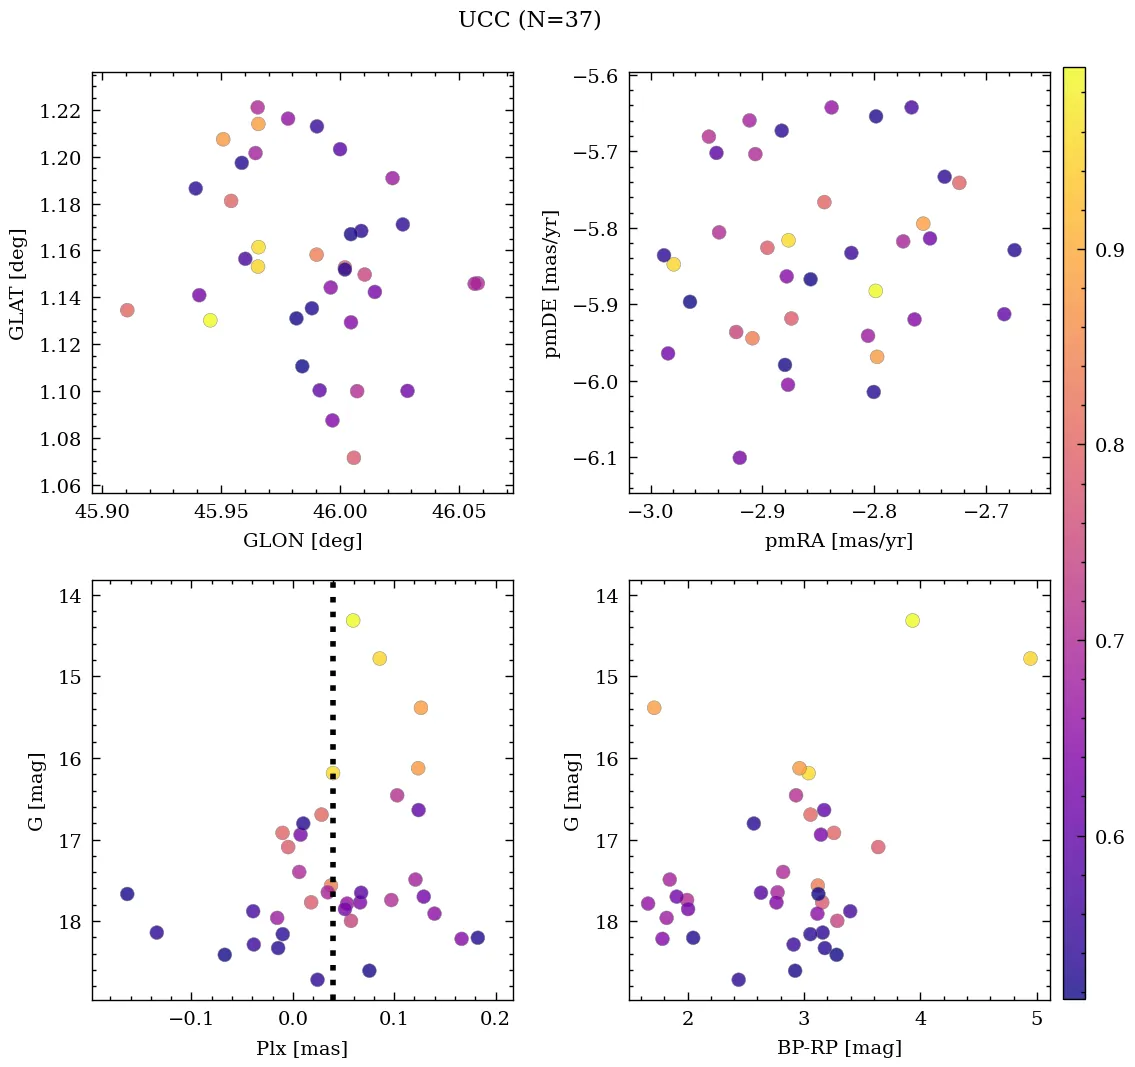 UCC (N=37)
1.22
1.20
1.18
1.16
1.14
1.12
1.10
1.08
1.06
GLAT [deg]
45.90 45.95 46.00 46.05
GLON [deg]
−5.6
−5.7
−5.8
−5.9
−6.0
−6.1
pmDE [mas/yr]
−3.0 −2.9 −2.8 −2.7
pmRA [mas/yr]
14
15
16
17
18
G [mag]
−0.1 0.0 0.1 0.2
Plx [mas]
14
15
16
17
18
G [mag]
2 3 4 5
BP-RP [mag]
0.9
0.8
0.7
0.6